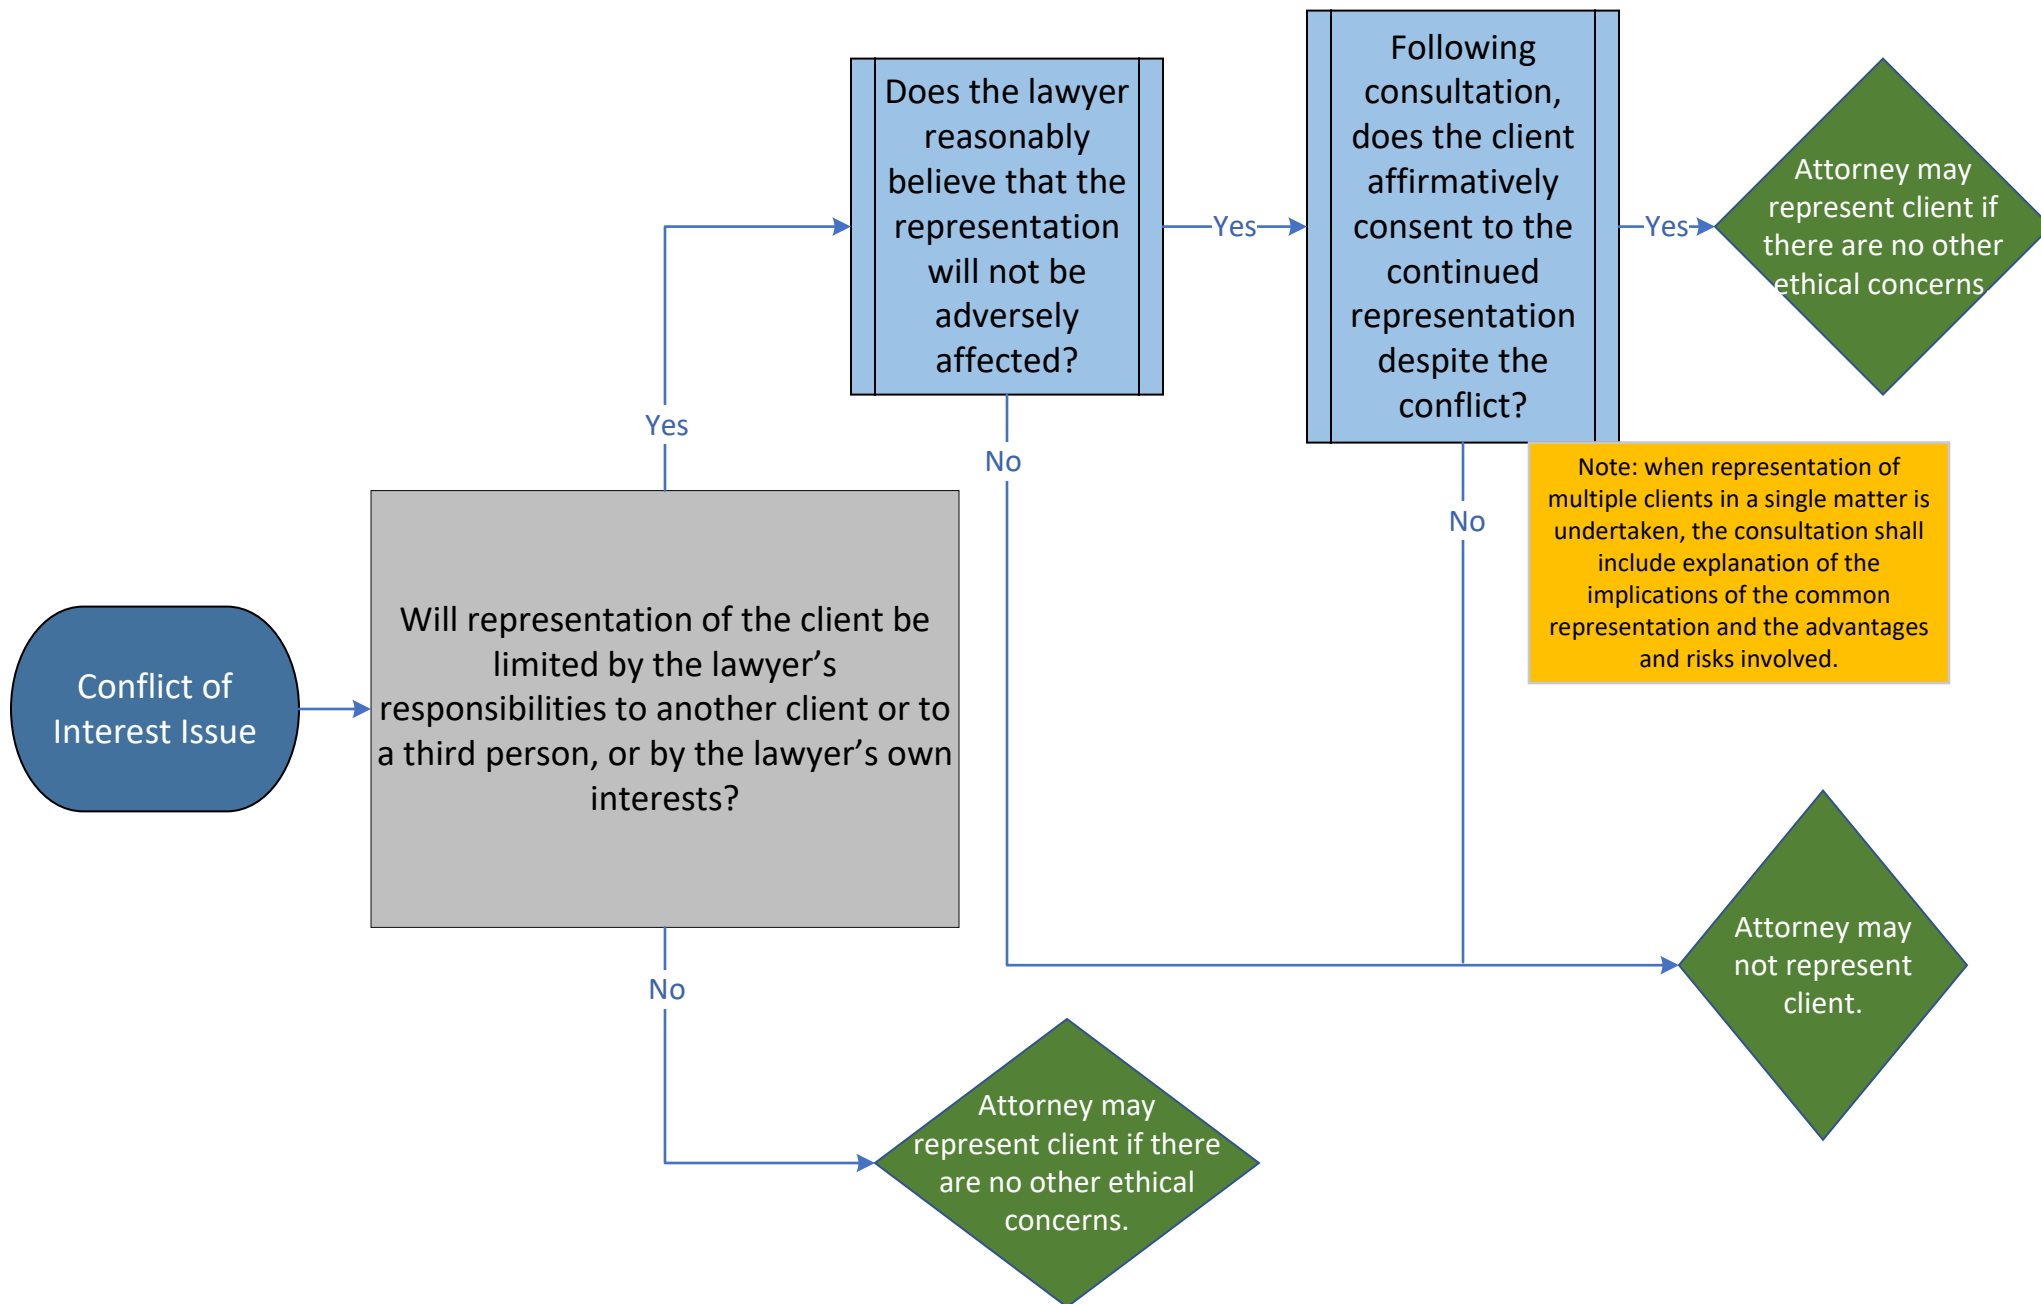 Conflict of
Interest Issue
Will representation of the client be
limited by the lawyer’s
responsibilities to another client or to
a third person, or by the lawyer’s own
interests?
Yes
No
Does the lawyer
reasonably
believe that the
representation
will not be
adversely
affected?
Yes
No
Following
consultation,
does the client
affirmatively
consent to the
continued
representation
despite the
conflict?
Yes
No
Note: when representation of
multiple clients in a single matter is
undertaken, the consultation shall
include explanation of the
implications of the common
representation and the advantages
and risks involved.
Attorney may
represent client if
there are no other
ethical concerns.
Attorney may
not represent
client.
Attorney may
represent client if there
are no other ethical
concerns.